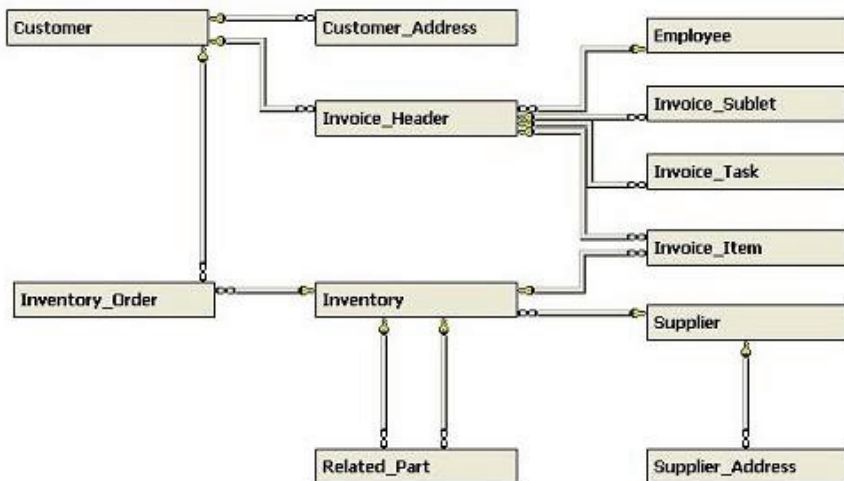 Customer
Customer_Address
Employee
Invoice_Header
Invoice_Sublet
Invoice_Task
Invoice_Item
Inventory_Order
Inventory
Supplier
Related_Part
Supplier_Address